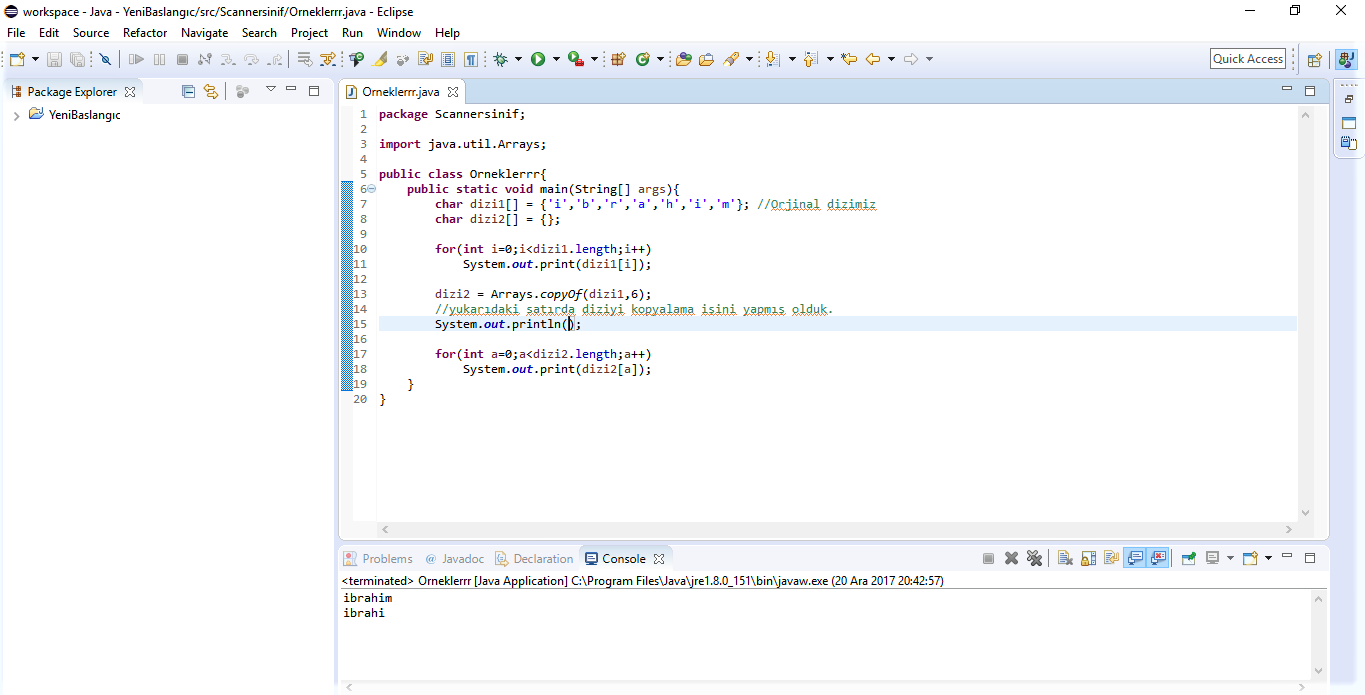 workspace - Java - YeniBaslangıc/src/Scannersinif/Orneklerrr.java - Eclipse
File Edit Source Refactor Navigate Search Project Run Window Help
Quick Access
Package Explorer
YeniBaslangıc
Orneklerrr.java
1 package Scannersinif;
2
3 import java.util.Arrays;
4
5 public class Orneklerrr{
6 public static void main(String[] args){
7 char dizi1[] = {'i','b','r','a','h','i','m'}; //Orjinal dizimiz
8 char dizi2[] = {};
9
10 for(int i=0;i<dizi1.length;i++)
11 System.out.print(dizi1[i]);
12
13 dizi2 = Arrays.copyOf(dizi1,6);
14 //yukarıdaki satırda diziyi kopyalama isini yapmıs olduk.
15 System.out.println();
16
17 for(int a=0;a<dizi2.length;a++)
18 System.out.print(dizi2[a]);
19 }
20 }
Problems @ Javadoc Declaration Console
<terminated> Orneklerrr [Java Application] C:\Program Files\Java\jre1.8.0_151\bin\javaw.exe (20 Ara 2017 20:42:57)
ibrahim
ibrahi